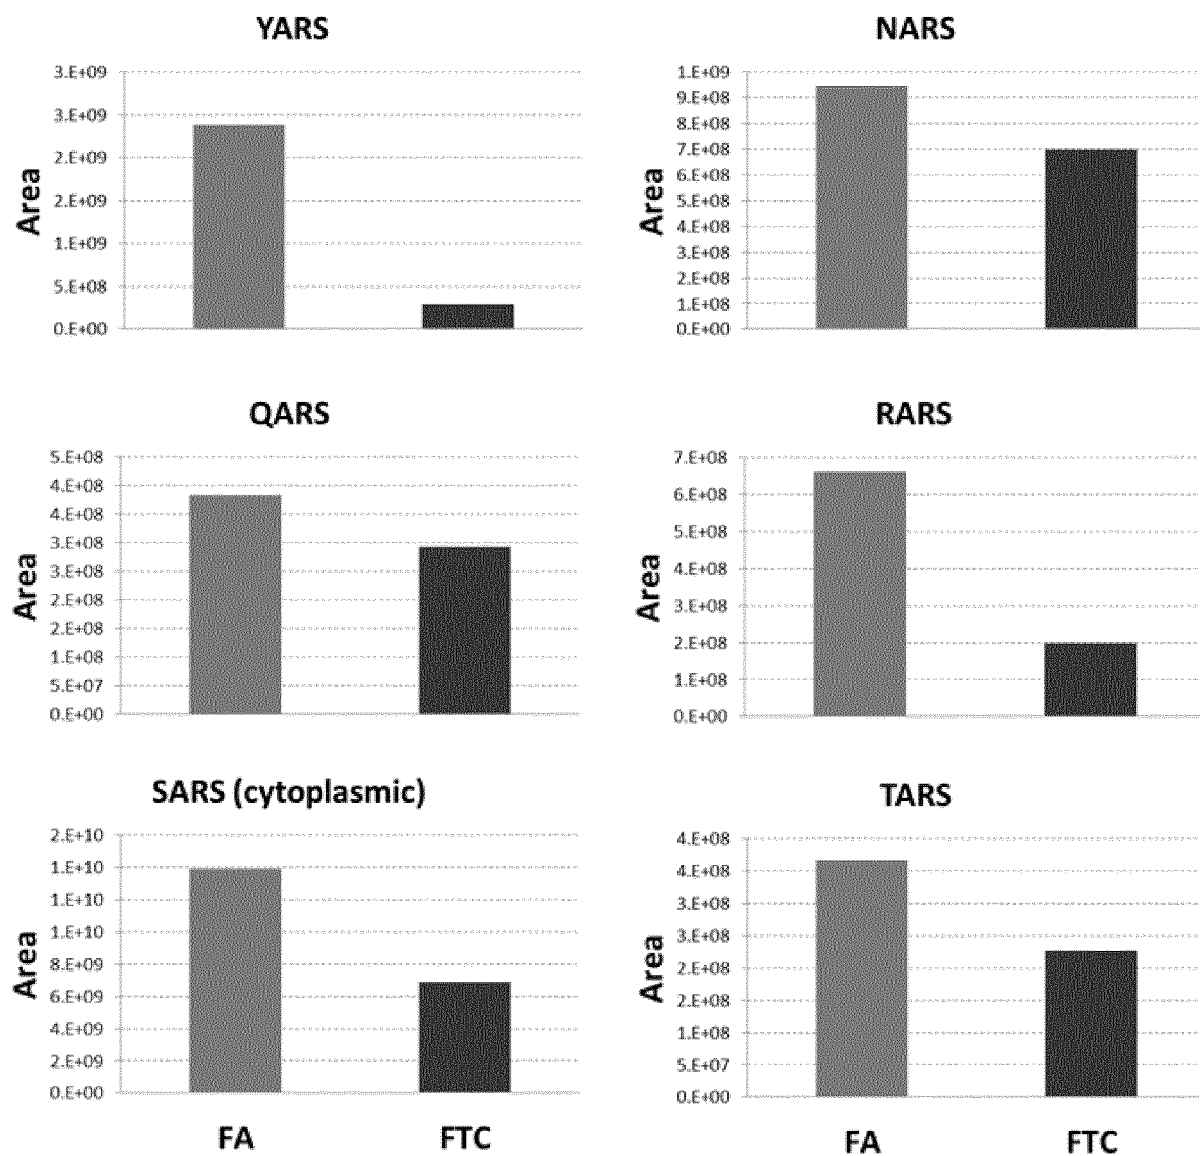 YARS
3.E+09
3.E+09
2.E+09
2.E+09
1.E+09
5.E+08
0.E+00
Area
NARS
1.E+09
9.E+08
8.E+08
7.E+08
6.E+08
5.E+08
4.E+08
3.E+08
2.E+08
1.E+08
0.E+00
Area
QARS
5.E+08
4.E+08
4.E+08
3.E+08
3.E+08
2.E+08
2.E+08
1.E+08
5.E+07
0.E+00
Area
RARS
7.E+08
6.E+08
5.E+08
4.E+08
3.E+08
2.E+08
1.E+08
0.E+00
Area
SARS (cytoplasmic)
2.E+10
1.E+10
1.E+10
1.E+10
8.E+09
6.E+09
4.E+09
2.E+09
0.E+00
Area
FA
FTC
TARS
4.E+08
4.E+08
3.E+08
3.E+08
2.E+08
2.E+08
1.E+08
5.E+07
0.E+00
Area
FA
FTC